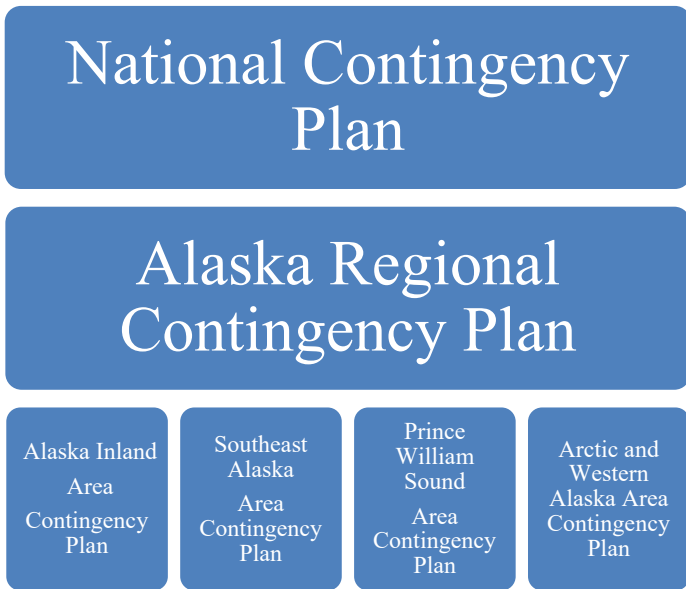 National Contingency
Plan
Alaska Regional
Contingency Plan
Alaska Inland
Area
Contingency
Plan
Southeast
Alaska
Area
Contingency
Plan
Prince
William
Sound
Area
Contingency
Plan
Arctic and
Western
Alaska Area
Contingency
Plan